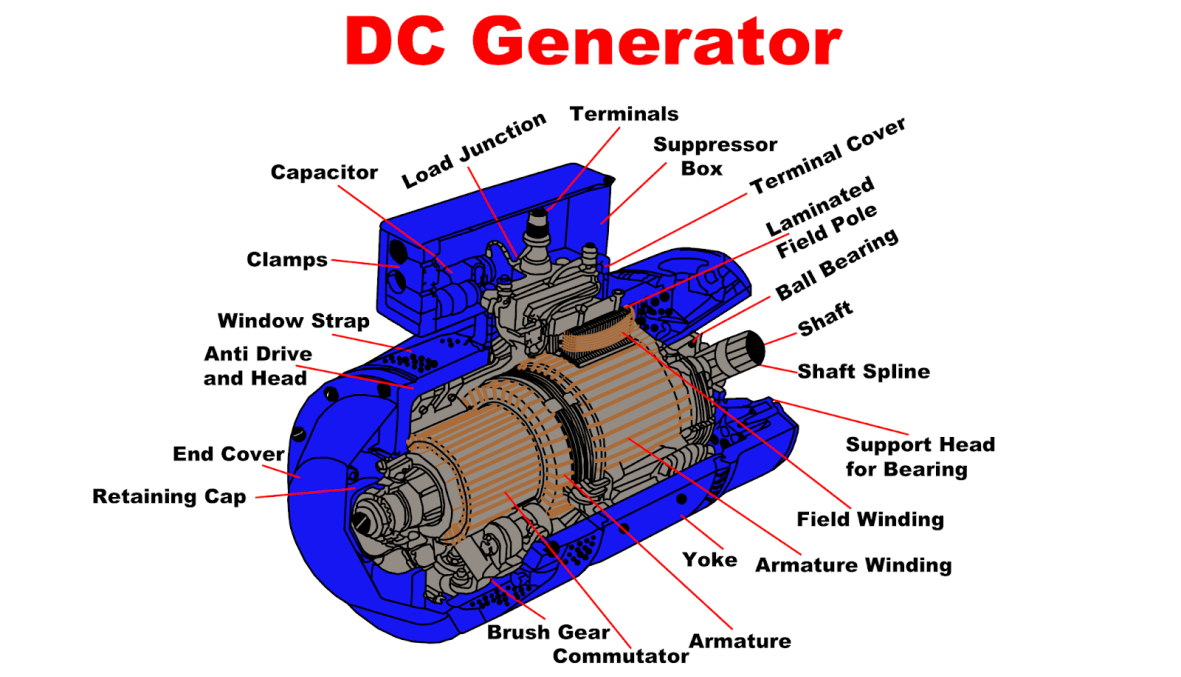 DC Generator
Terminals
Load Junction
Suppressor
Box
Terminal Cover
Capacitor
Laminated
Field Pole
Clamps
Ball Bearing
Window Strap
Shaft
Anti Drive
and Head
Shaft Spline
End Cover
Support Head
for Bearing
Retaining Cap
Field Winding
Yoke
Armature Winding
Brush Gear
Armature
Commutator